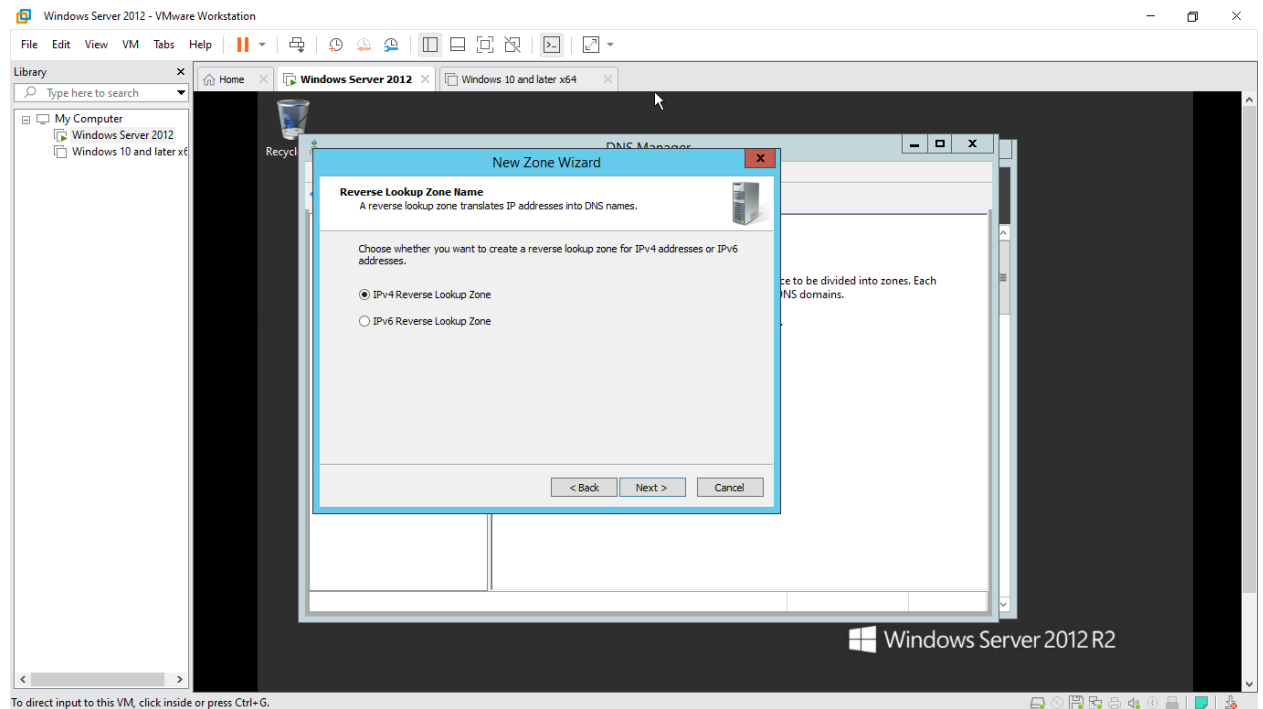 Windows Server 2012 - VMware Workstation
File Edit View VM Tabs Help
Library
Type here to search
My Computer
Windows Server 2012
Windows 10 and later x6
Home
Windows Server 2012
Windows 10 and later x64
Recycl
DNS Manager
New Zone Wizard
x
Reverse Lookup Zone Name
A reverse lookup zone translates IP addresses into DNS names.
Choose whether you want to create a reverse lookup zone for IPv4 addresses or IPv6
addresses.
IPv4 Reverse Lookup Zone
IPv6 Reverse Lookup Zone
< Back Next > Cancel
ce to be divided into zones. Each
NS domains.
Windows Server 2012 R2
To direct input to this VM, click inside or press Ctrl+G.